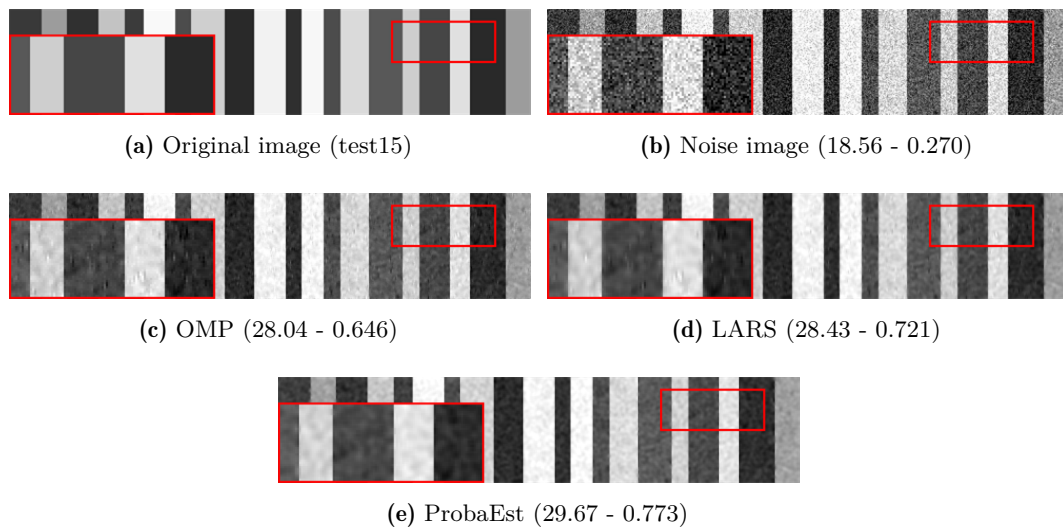 (a) Original image (test15)
(b) Noise image (18.56 - 0.270)
(c) OMP (28.04 - 0.646)
(d) LARS (28.43 - 0.721)
(e) ProbaEst (29.67 - 0.773)